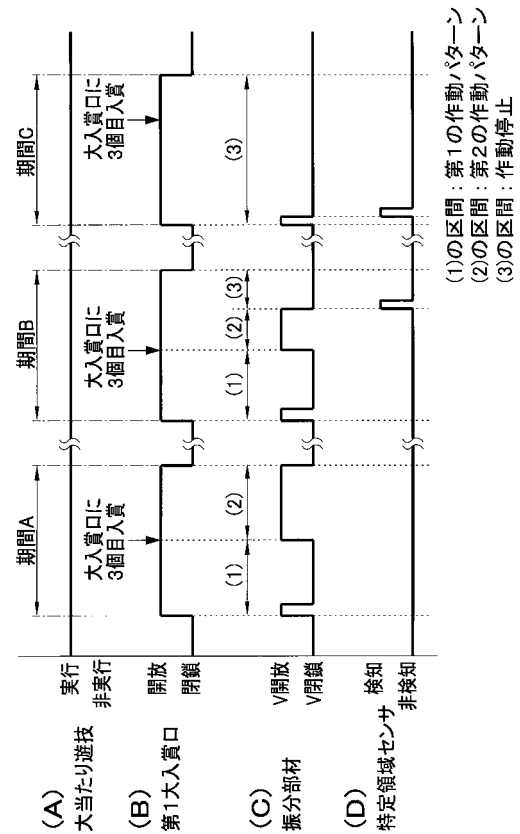 期間A
期間B
期間C
(A)
大当たり遊技
実行
非実行
大入賞口に
3個目入賞
大入賞口に
3個目入賞
大入賞口に
3個目入賞
(B)
第1大入賞口
開放
閉鎖
(1)
(2)
(1)
(2)
(3)
(3)
(C)
振分部材
V開放
V閉鎖
(D)
特定領域センサ
検知
非検知
(1)の区間：第1の作動パターン
(2)の区間：第2の作動パターン
(3)の区間：作動停止